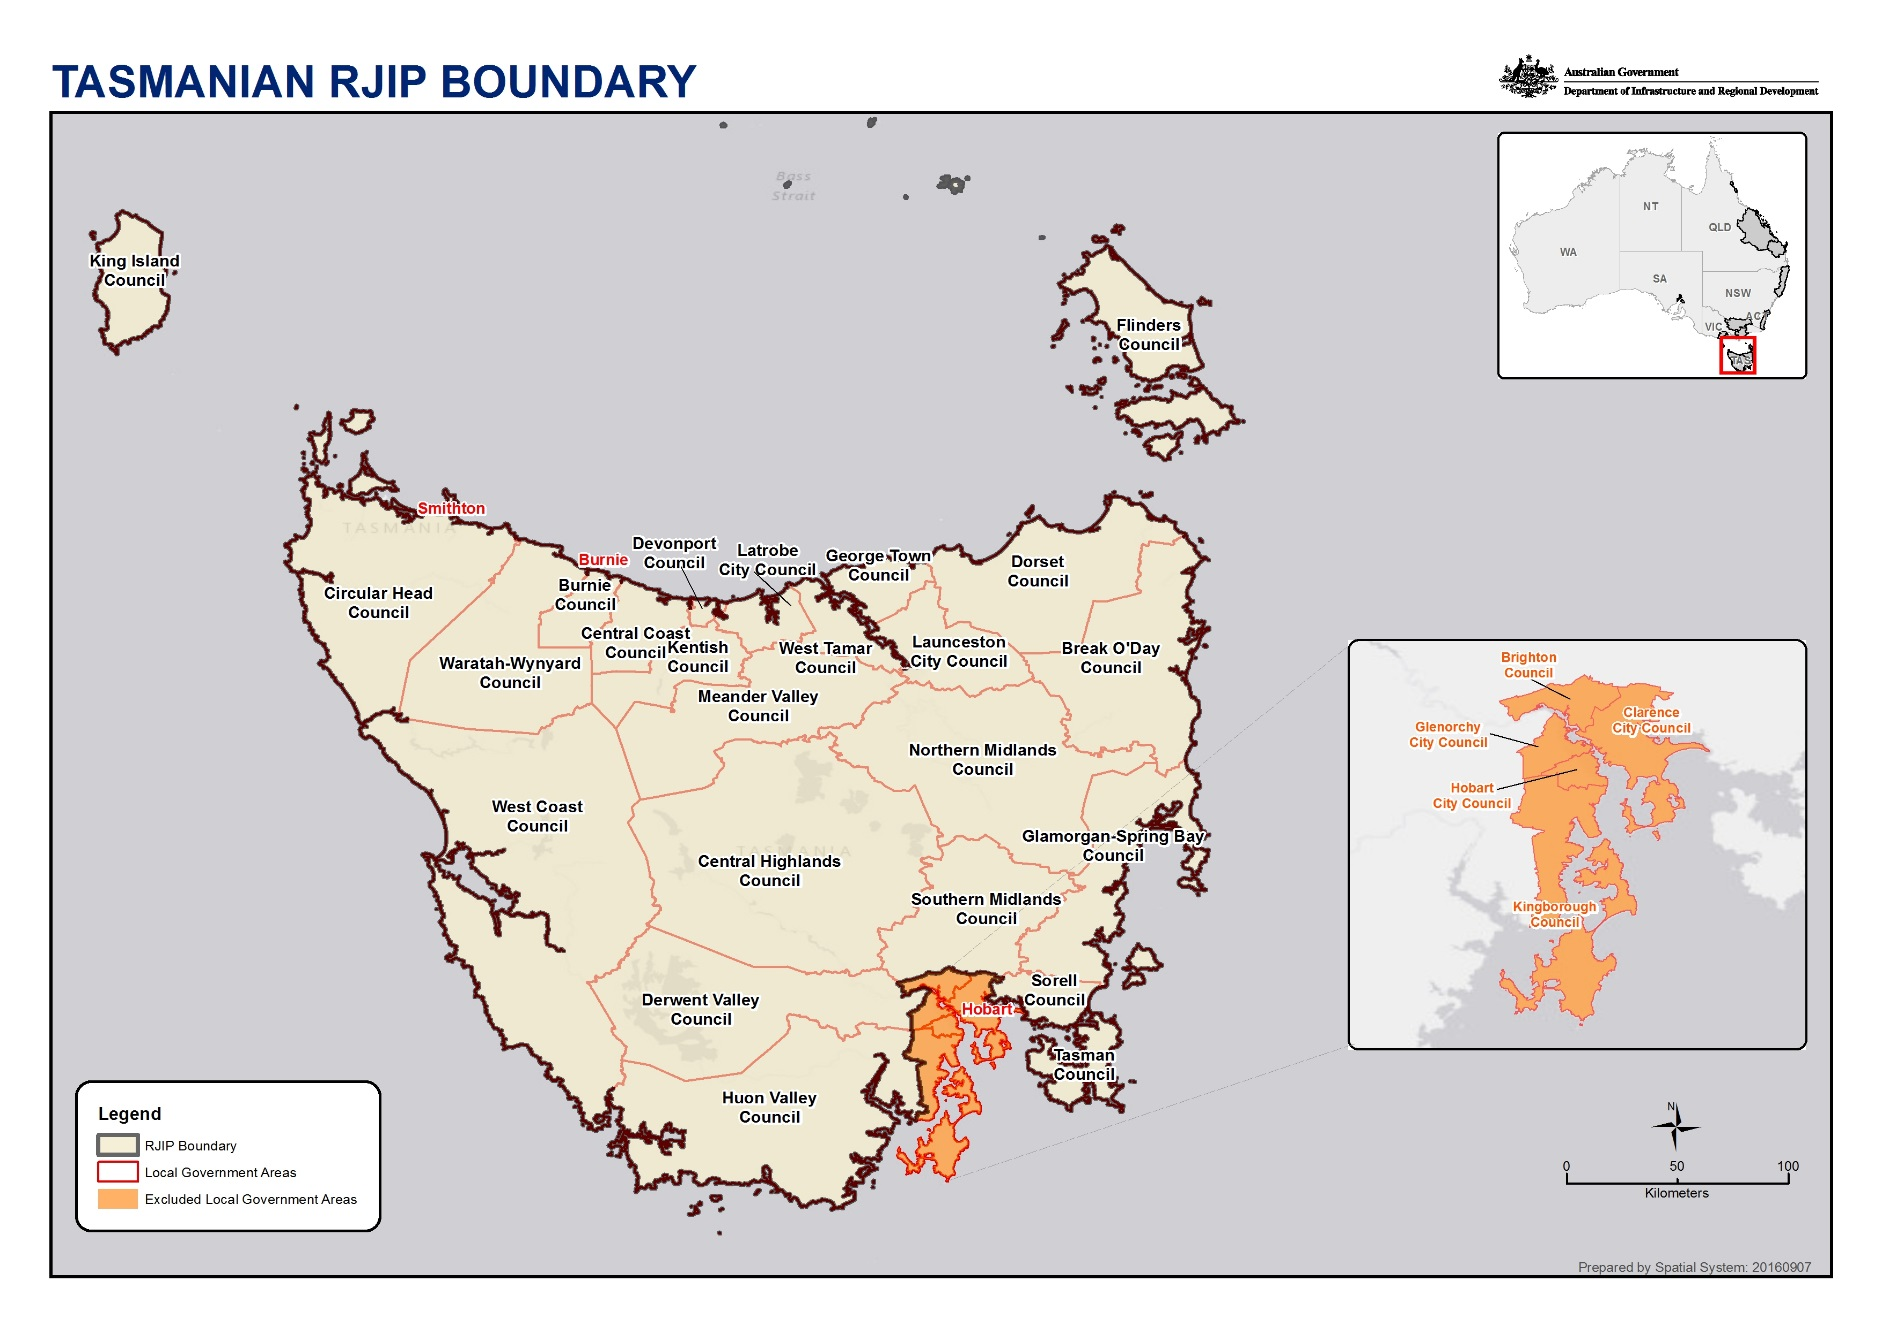 TASMANIAN RJIP BOUNDARY
Australian Government
Department of Infrastructure and Regional Development
Bass
Strait
NT
QLD
WA
SA
NSW
ACT
VIC
TAS
King Island
Council
Flinders
Council
Smithton
TASMANIA
Burnie
Devonport
Council
Latrobe
City Council
George Town
Council
Dorset
Council
Circular Head
Council
Burnie
Council
Central Coast
Council
Kentish
Council
West Tamar
Council
Launceston
City Council
Break O'Day
Council
Waratah-Wynyard
Council
Meander Valley
Council
Northern Midlands
Council
West Coast
Council
Glamorgan-Spring Bay
Council
TASMANIA
Central Highlands
Council
Southern Midlands
Council
Derwent Valley
Council
Sorell
Council
Hobart
Tasman
Council
Huon Valley
Council
Brighton
Council
Clarence
City Council
Glenorchy
City Council
Hobart
City Council
Kingborough
Council
Legend
RJIP Boundary
Local Government Areas
Excluded Local Government Areas
N
0 50 100
Kilometers
Prepared by Spatial System: 20160907